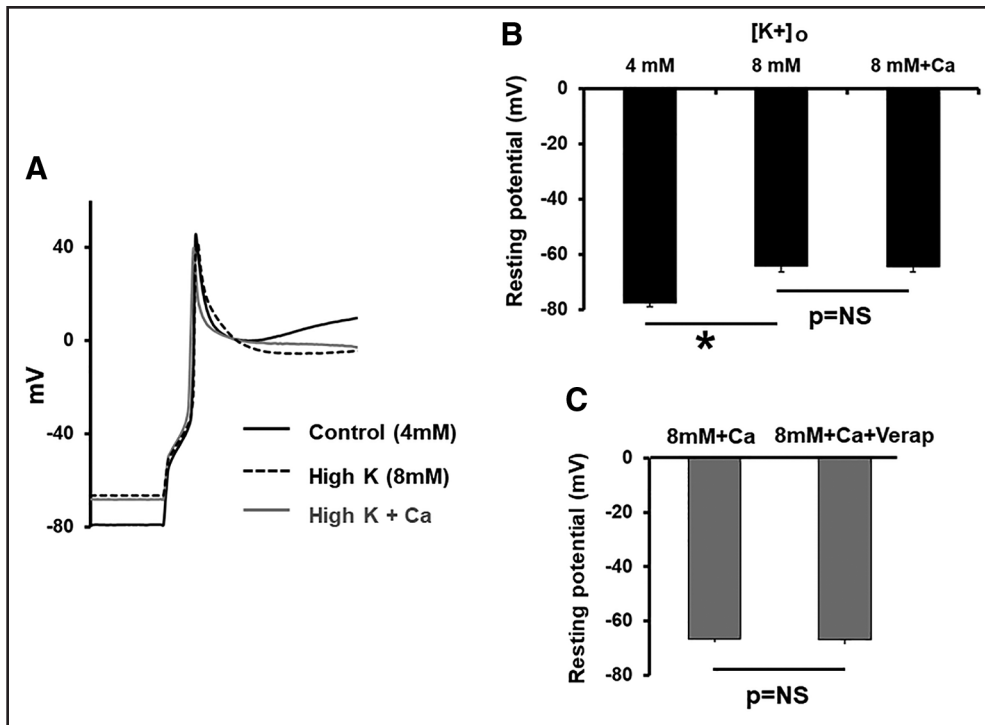 A
40
0
-40
-80
mV
Control (4mM)
High K (8mM)
High K + Ca
B
[K+]o
4 mM
8 mM
8 mM+Ca
0
-20
-40
-60
-80
Resting potential (mV)
*
p=NS
C
8mM+Ca
8mM+Ca+Verap
0
-20
-40
-60
-80
Resting potential (mV)
p=NS